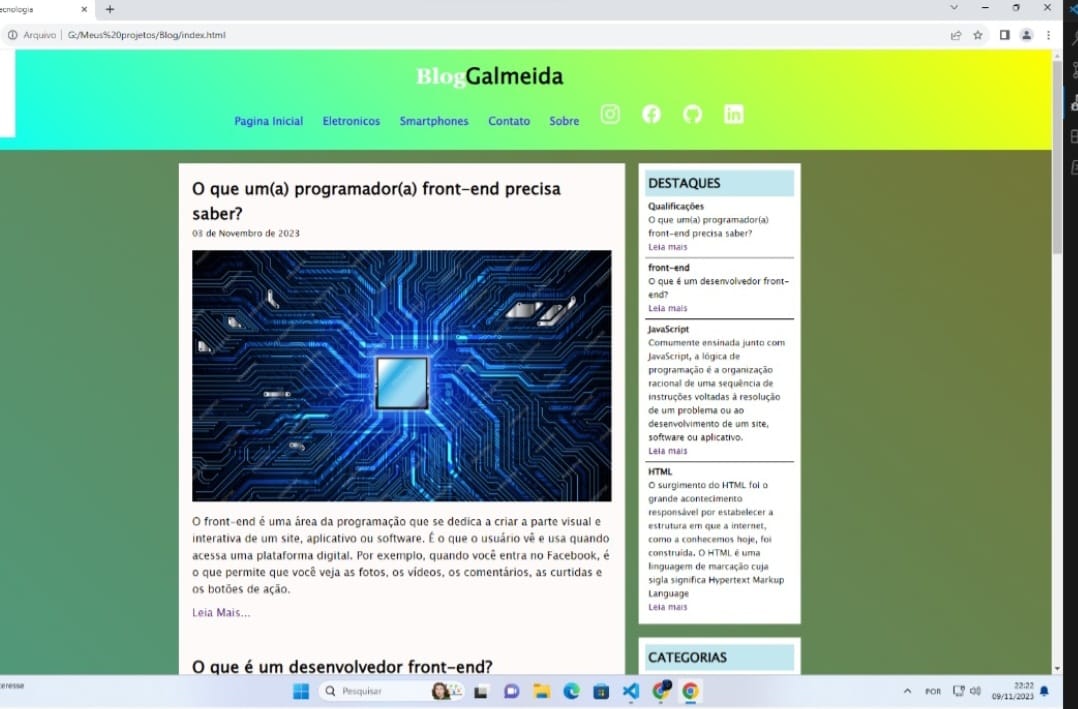 ecnologia
Arquivo | G:/Meus%20projetos/Blog/index.html
BlogGalmeida
Pagina Inicial Eletronicos Smartphones Contato Sobre
O que um(a) programador(a) front-end precisa
saber?
03 de Novembro de 2023
O front-end é uma área da programação que se dedica a criar a parte visual e
interativa de um site, aplicativo ou software. É o que o usuário vê e usa quando
acessa uma plataforma digital. Por exemplo, quando você entra no Facebook, é
o que permite que você veja as fotos, os vídeos, os comentários, as curtidas e
os botões de ação.
Leia Mais...
O que é um desenvolvedor front-end?
DESTAQUES
Qualificações
O que um(a) programador(a)
front-end precisa saber?
Leia mais
front-end
O que é um desenvolvedor front-
end?
Leia mais
JavaScript
Comumente ensinada junto com
JavaScript, a lógica de
programação é a organização
racional de uma sequência de
instruções voltadas à resolução
de um problema ou ao
desenvolvimento de um site,
software ou aplicativo.
Leia mais
HTML
O surgimento do HTML foi o
grande acontecimento
responsável por estabelecer a
estrutura em que a internet,
como a conhecemos hoje, foi
construída. O HTML é uma
linguagem de marcação cuja
sigla significa Hypertext Markup
Language
Leia mais
CATEGORIAS
teresse
Pesquisar
POR
22:22
09/11/2023